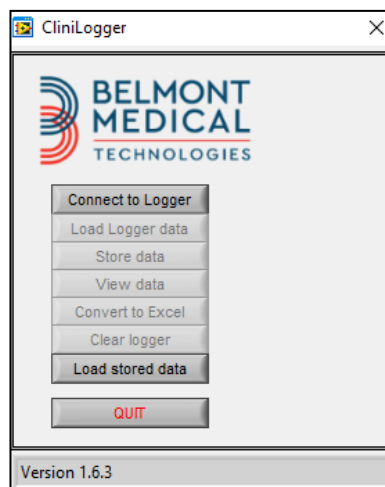 CliniLogger
BELMONT
MEDICAL
TECHNOLOGIES
Connect to Logger
Load Logger data
Store data
View data
Convert to Excel
Clear logger
Load stored data
QUIT
Version 1.6.3